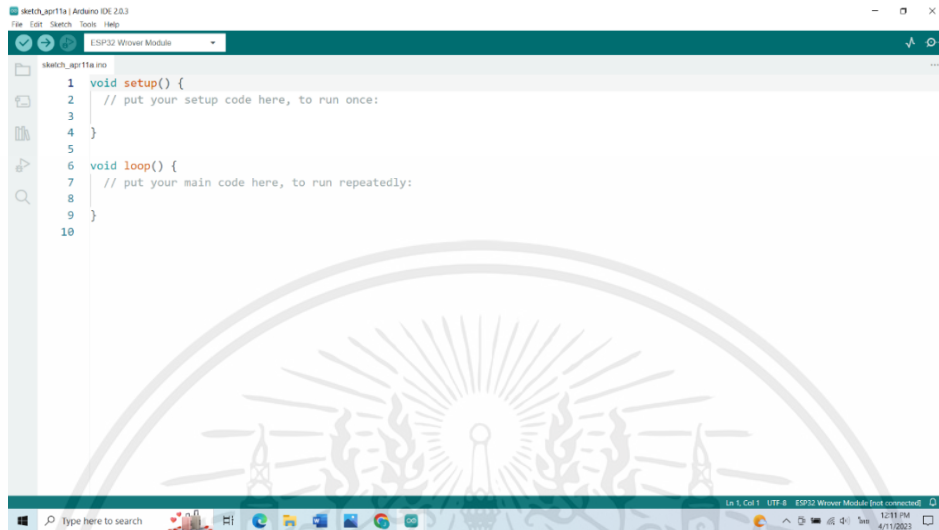 sketch_apr11a | Arduino IDE 2.0.3
File Edit Sketch Tools Help
ESP32 Wrover Module
sketch_apr11a.ino
1 void setup() {
2 // put your setup code here, to run once:
3
4 }
5
6 void loop() {
7 // put your main code here, to run repeatedly:
8
9 }
10
Ln 1, Col 1 UTF-8 ESP32 Wrover Module [not connected]
Type here to search
ไทย
12:11 PM
4/11/2023